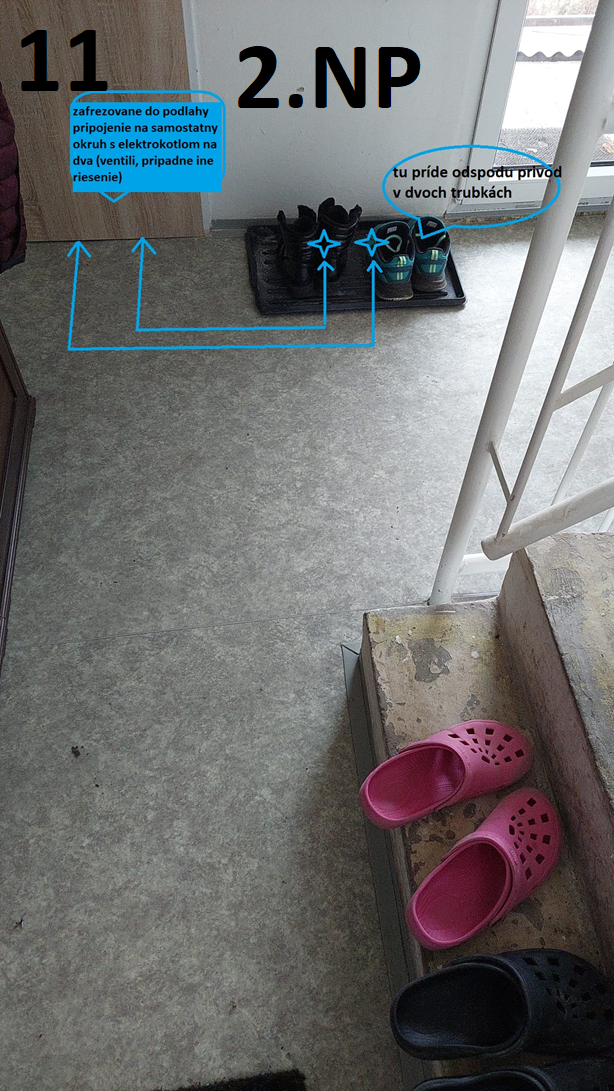 11
2.NP
zafrezovane do podlahy
pripojenie na samostatny
okruh s elektrokotlom na
dva (ventili, pripadne ine
riesenie)
tu príde odspodu prívod
v dvoch trubkách